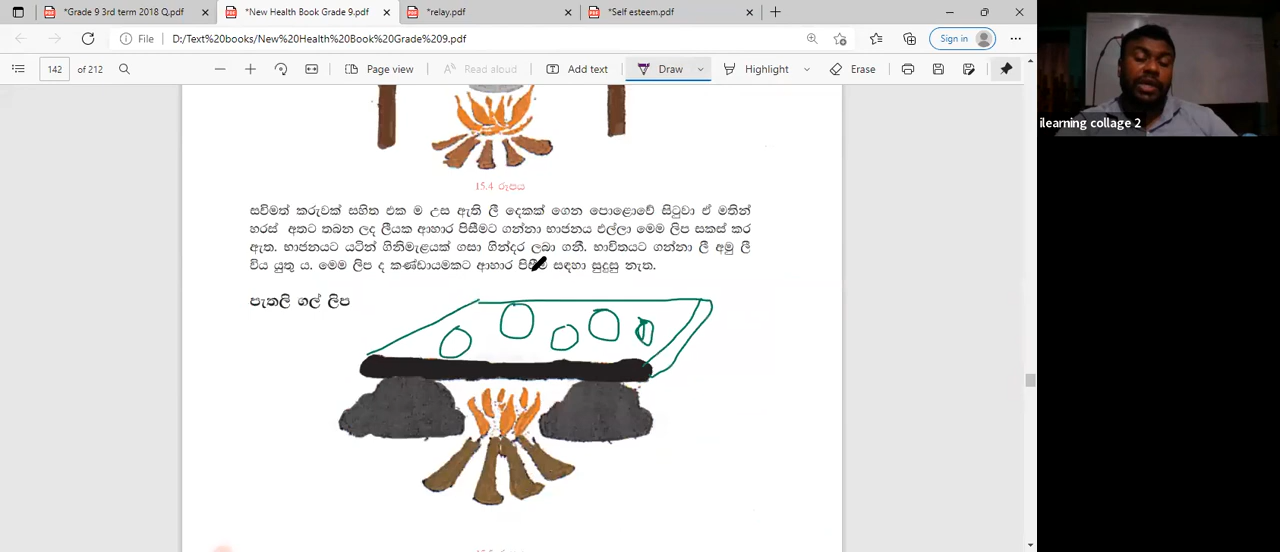 *Grade 9 3rd term 2018 Q.pdf
*New Health Book Grade 9.pdf
*relay.pdf
*Self esteem.pdf
File
D:/Text%20books/New%20Health%20Book%20Grade%209.pdf
Sign in
142 of 212
Page view
Read aloud
Add text
Draw
Highlight
Erase
ilearning collage 2
15.4 රූපය
සවිමත් කරුවක් සහිත එක ම උස ඇති ලී දෙකක් ගෙන පොළොවේ සිටුවා ඒ මතින්
හරස් අතට තබන ලද ලීයක ආහාර පිසීමට ගන්නා භාජනය එල්ලා මෙම ලිප සකස් කර
ඇත. භාජනයට යටින් ගිනිමැළයක් ගසා ගින්දර ලබා ගනී. භාවිතයට ගන්නා ලී අමු ලී
විය යුතු ය. මෙම ලිප ද කණ්ඩායමකට ආහාර පිසීම සඳහා සුදුසු නැත.
පැතලි ගල් ලිප